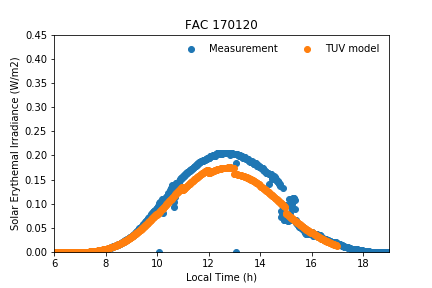 FAC 170120
Measurement
TUV model
Solar Erythemal Irradiance (W/m2)
0.45
0.40
0.35
0.30
0.25
0.20
0.15
0.10
0.05
0.00
6 8 10 12 14 16 18
Local Time (h)